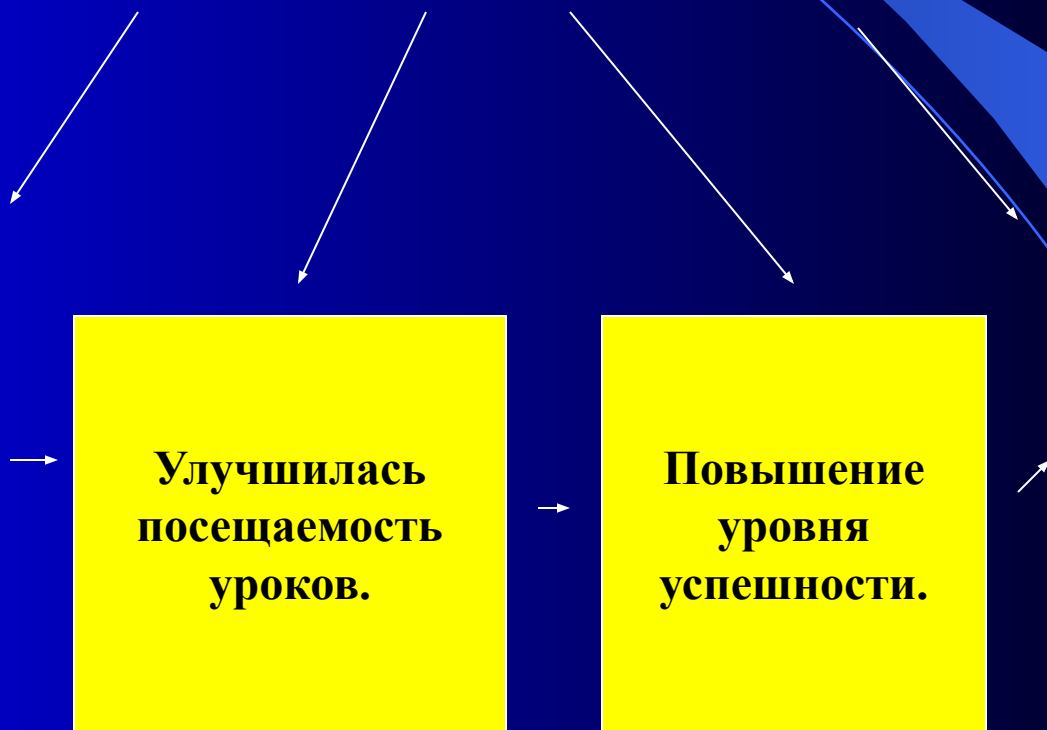 Улучшилась
посещаемость
уроков.
Повышение
уровня
успешности.